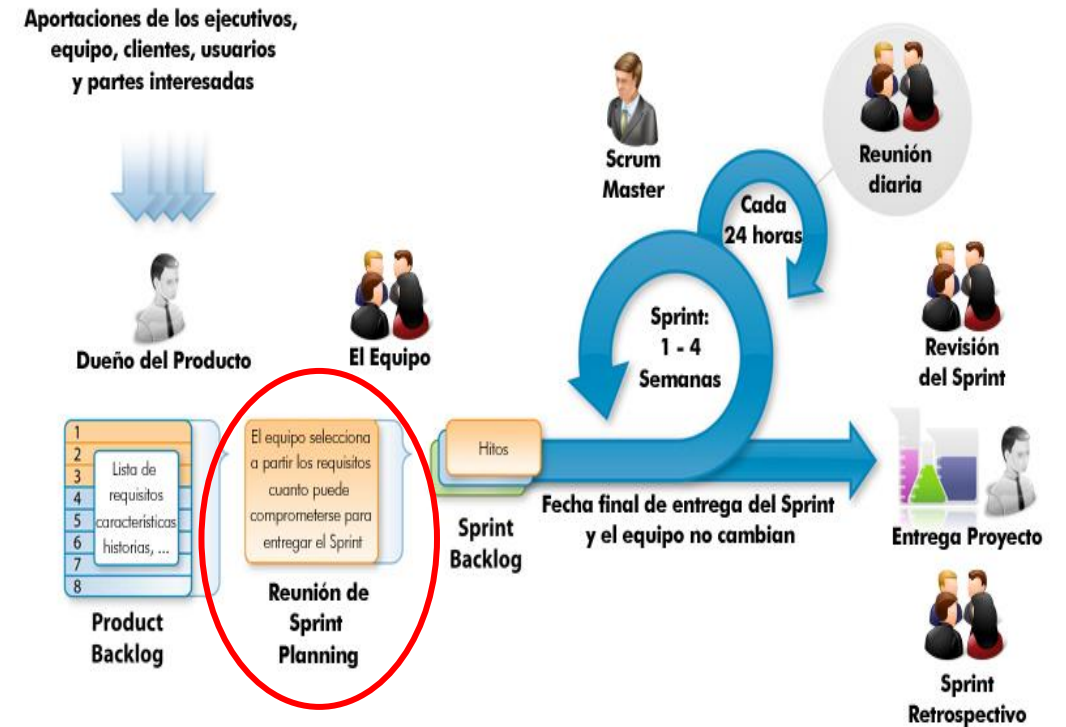 Aportaciones de los ejecutivos,
equipo, clientes, usuarios
y partes interesadas
Scrum
Master
Reunión
diaria
Cada
24 horas
Dueño del Producto
El Equipo
Sprint:
1 - 4
Semanas
Revisión
del Sprint
1
2
3
4
5
6
7
8
Lista de
requisitos
características
historias, ...
El equipo selecciona
a partir los requisitos
cuanto puede
comprometerse para
entregar el Sprint
Hitos
Fecha final de entrega del Sprint
y el equipo no cambian
Entrega Proyecto
Product
Backlog
Reunión de
Sprint
Planning
Sprint
Backlog
Sprint
Retrospectivo